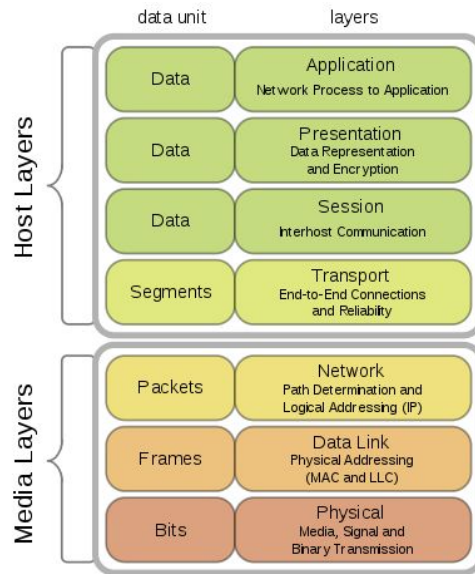 data unit layers
Host Layers
Data
Application
Network Process to Application
Data
Presentation
Data Representation
and Encryption
Data
Session
Interhost Communication
Segments
Transport
End-to-End Connections
and Reliability
Media Layers
Packets
Network
Path Determination and
Logical Addressing (IP)
Frames
Data Link
Physical Addressing
(MAC and LLC)
Bits
Physical
Media, Signal and
Binary Transmission